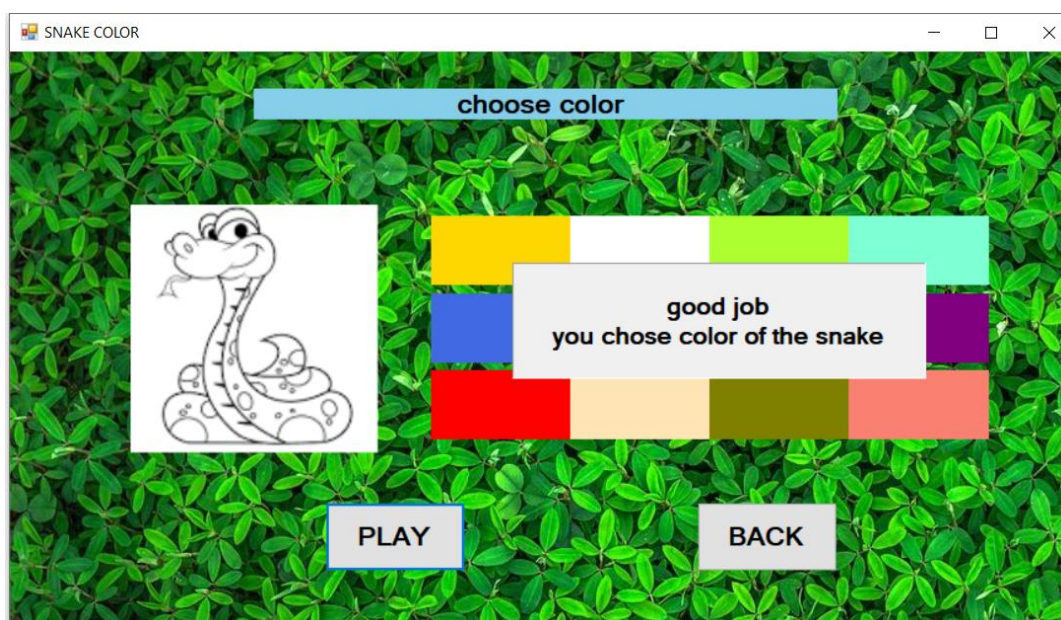 SNAKE COLOR
choose color
good job
you chose color of the snake
PLAY
BACK